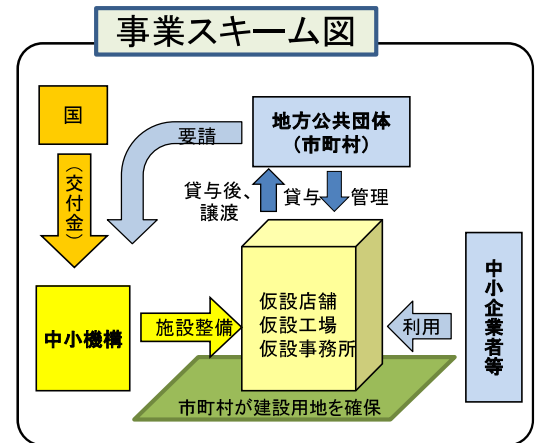 事業スキーム図
国
地方公共団体
（市町村）
要請
（交付金）
貸与後、
譲渡
貸与
管理
中小機構
施設整備
仮設店舗
仮設工場
仮設事務所
利用
中小企業者等
市町村が建設用地を確保